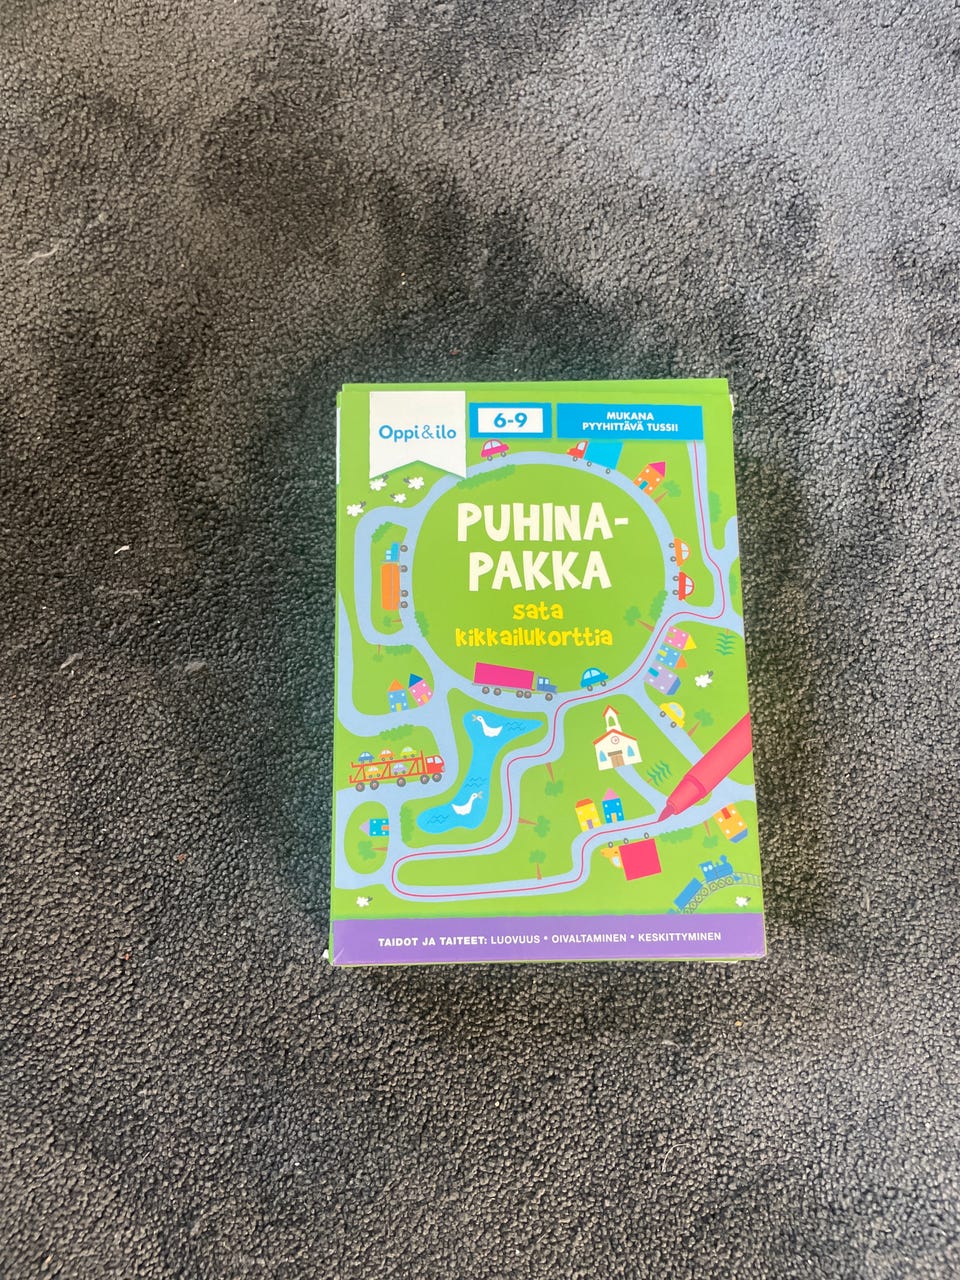 Oppi&ilo
6-9
MUKANA
PYYHITTÄVÄ TUSSI!
PUHINA-
PAKKA
sata
kikkailukorttia
TAIDOT JA TAITEET: LUOVUUS • OIVALTAMINEN • KESKITTYMINEN